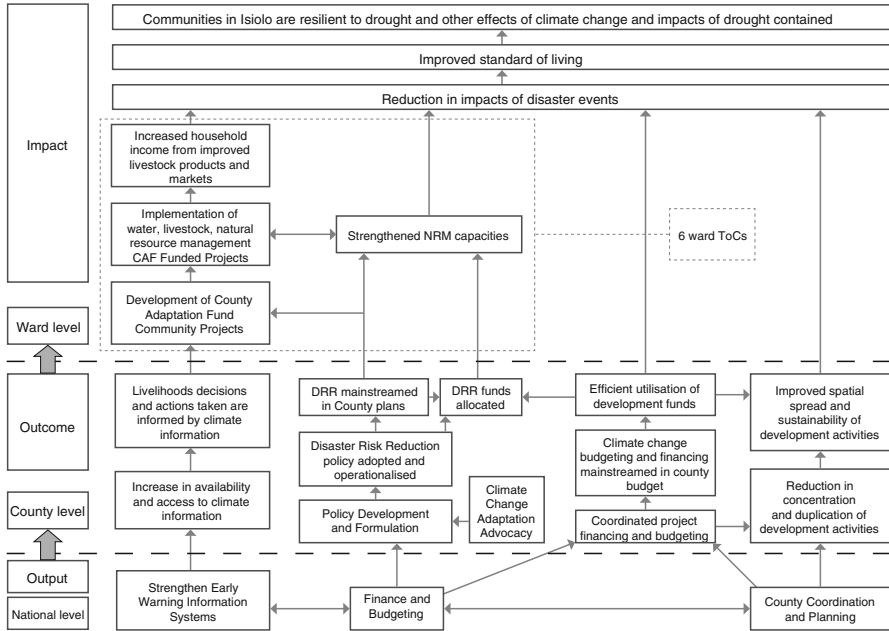 Communities in Isiolo are resilient to drought and other effects of climate change and impacts of drought contained
Improved standard of living
Reduction in impacts of disaster events
Impact
Increased household
income from improved
livestock products and
markets
Implementation of
water, livestock, natural
resource management
CAF Funded Projects
Strengthened NRM capacities
6 ward ToCs
Development of County
Adaptation Fund
Community Projects
Ward level
Outcome
Livelihoods decisions
and actions taken are
informed by climate
information
DRR mainstreamed
in County plans
DRR funds
allocated
Efficient utilisation of
development funds
Improved spatial
spread and
sustainability of
development activities
Disaster Risk Reduction
policy adopted and
operationalised
Climate change
budgeting and financing
mainstreamed in county
budget
County level
Increase in availability
and access to climate
information
Policy Development
and Formulation
Climate
Change
Adaptation
Advocacy
Coordinated project
financing and budgeting
Reduction in
concentration
and duplication of
development activities
Output
National level
Strengthen Early
Warning Information
Systems
Finance and
Budgeting
County Coordination
and Planning